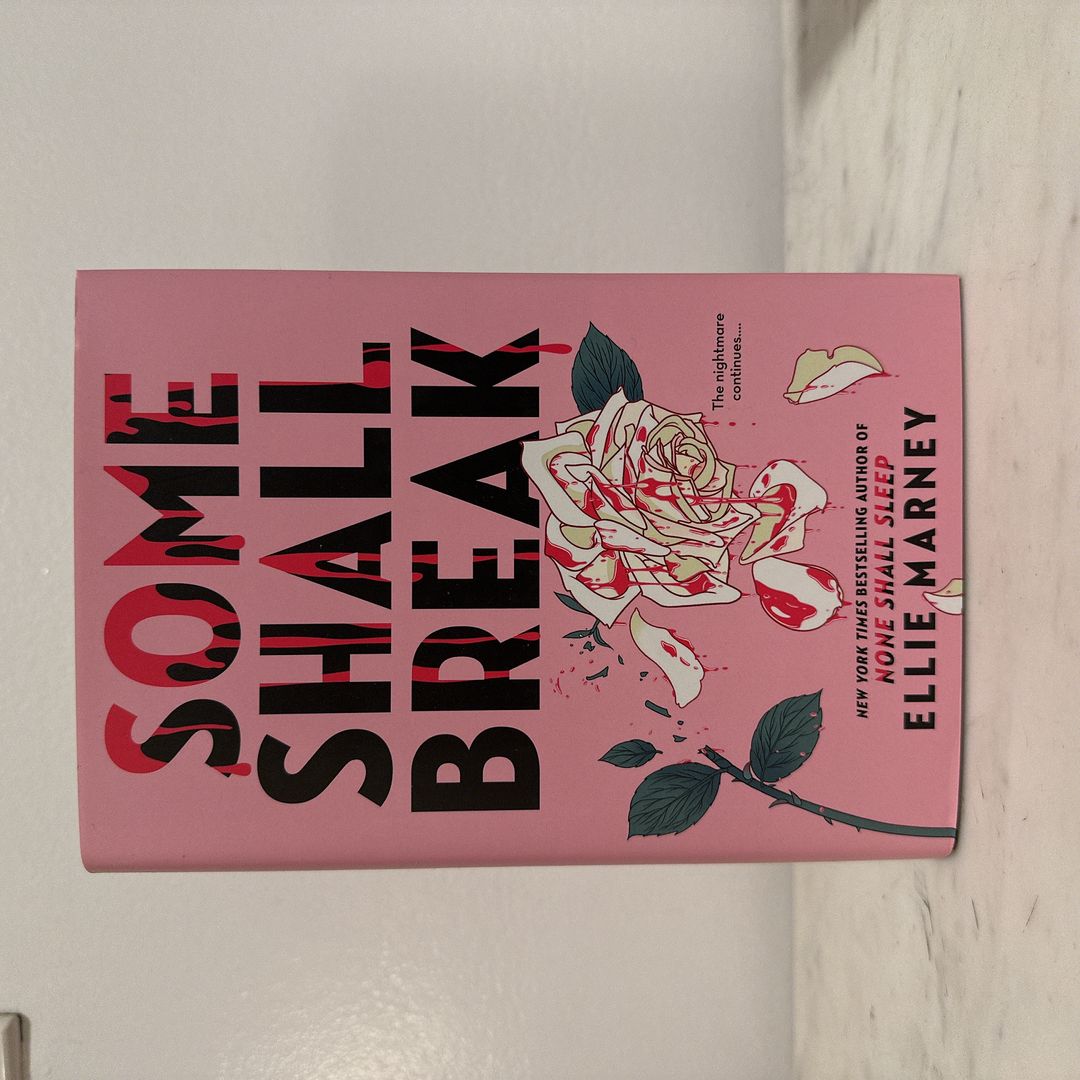 SOME
SHALL
BREAK
The nightmare
continues....
NEW YORK TIMES BESTSELLING AUTHOR OF
NONE SHALL SLEEP
ELLIE MARNEY